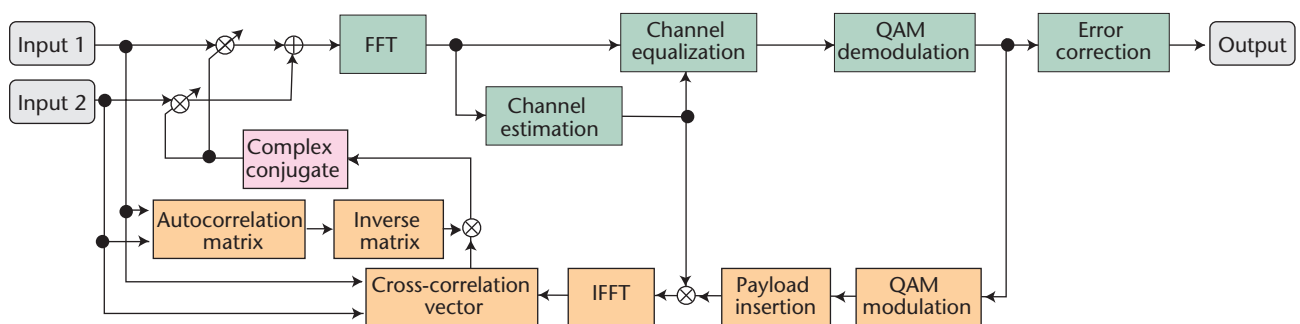 Input 1
FFT
Channel
equalization
QAM
demodulation
Error
correction
Output
Input 2
Channel
estimation
Complex
conjugate
Autocorrelation
matrix
Inverse
matrix
Cross-correlation
vector
IFFT
Payload
insertion
QAM
modulation